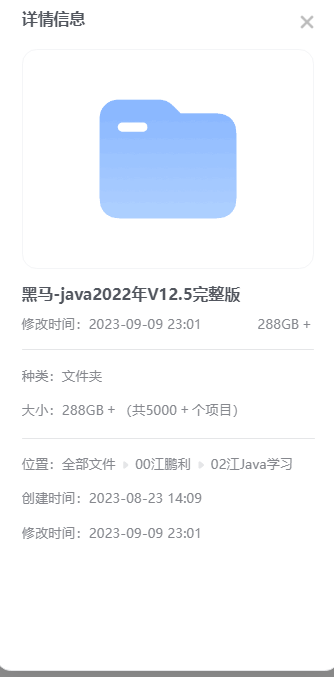 详情信息
黑马-java2022年V12.5完整版
修改时间：2023-09-09 23:01 288GB +
种类：文件夹
大小：288GB + （共5000 + 个项目）
位置：全部文件 ▸ 00江鹏利 ▸ 02江Java学习
创建时间：2023-08-23 14:09
修改时间：2023-09-09 23:01